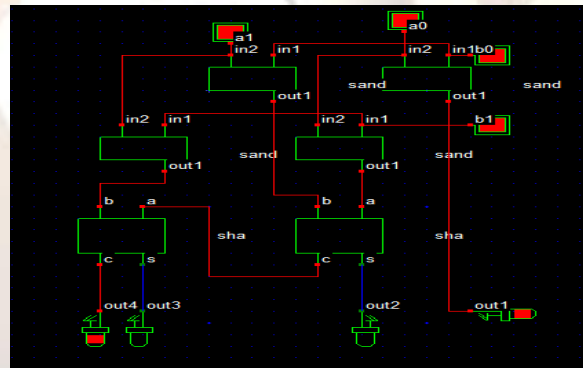 a1 a0
in2 in1 in2 in1 b0
sand sand
out1 out1
in2 in1 in2 in1 b1
sand sand
out1 out1
b a b a
sha sha
c s c s
out4 out3 out2 out1